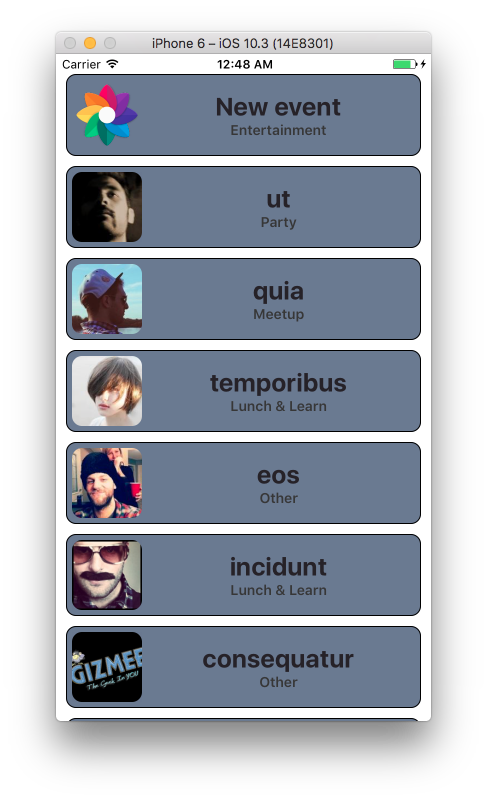 iPhone 6 – iOS 10.3 (14E8301)
Carrier 12:48 AM
New event
Entertainment
ut
Party
quia
Meetup
temporibus
Lunch & Learn
eos
Other
incidunt
Lunch & Learn
consequatur
Other
GIZMEE
The Geek In YOU